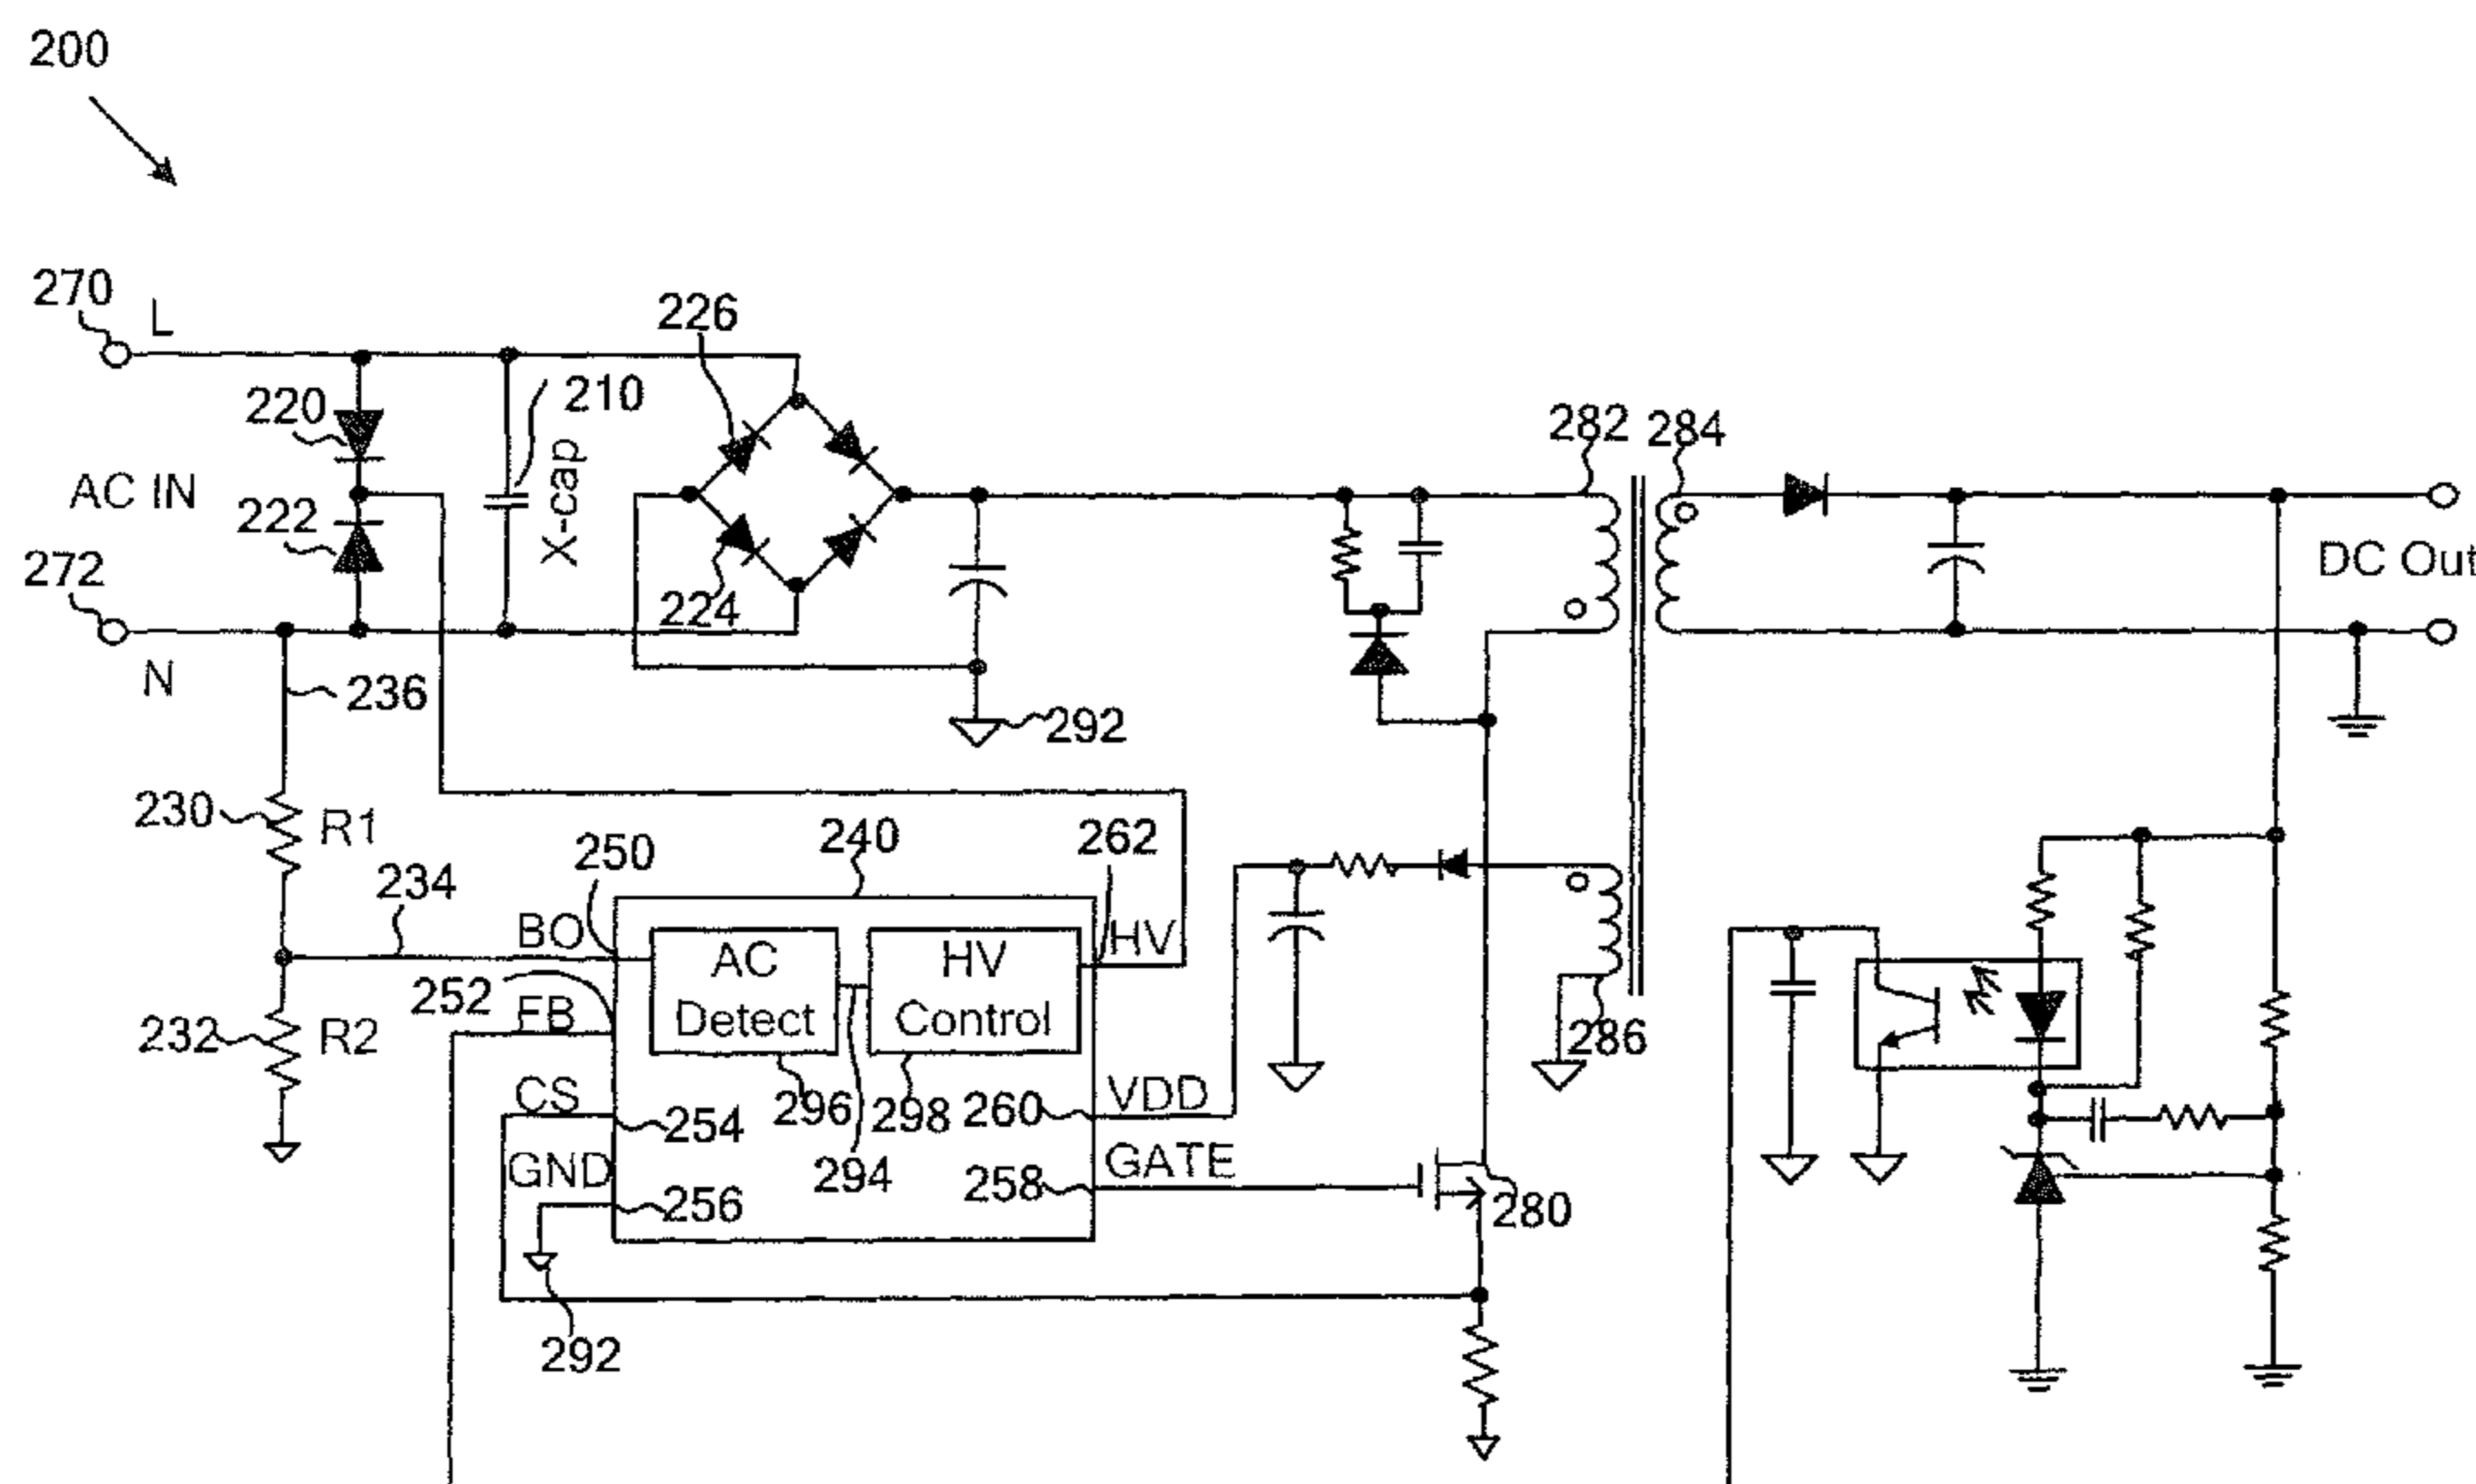 200
270
L
226
220
210
282
284
AC IN
X-cap
222
DC Out
272
224
N
236
292
230
R1
240
250
262
234
BO
HV
AC
Detect
HV
Control
252
FB
286
232
R2
CS
254
296
298
260
VDD
GND
294
258
GATE
256
280
292